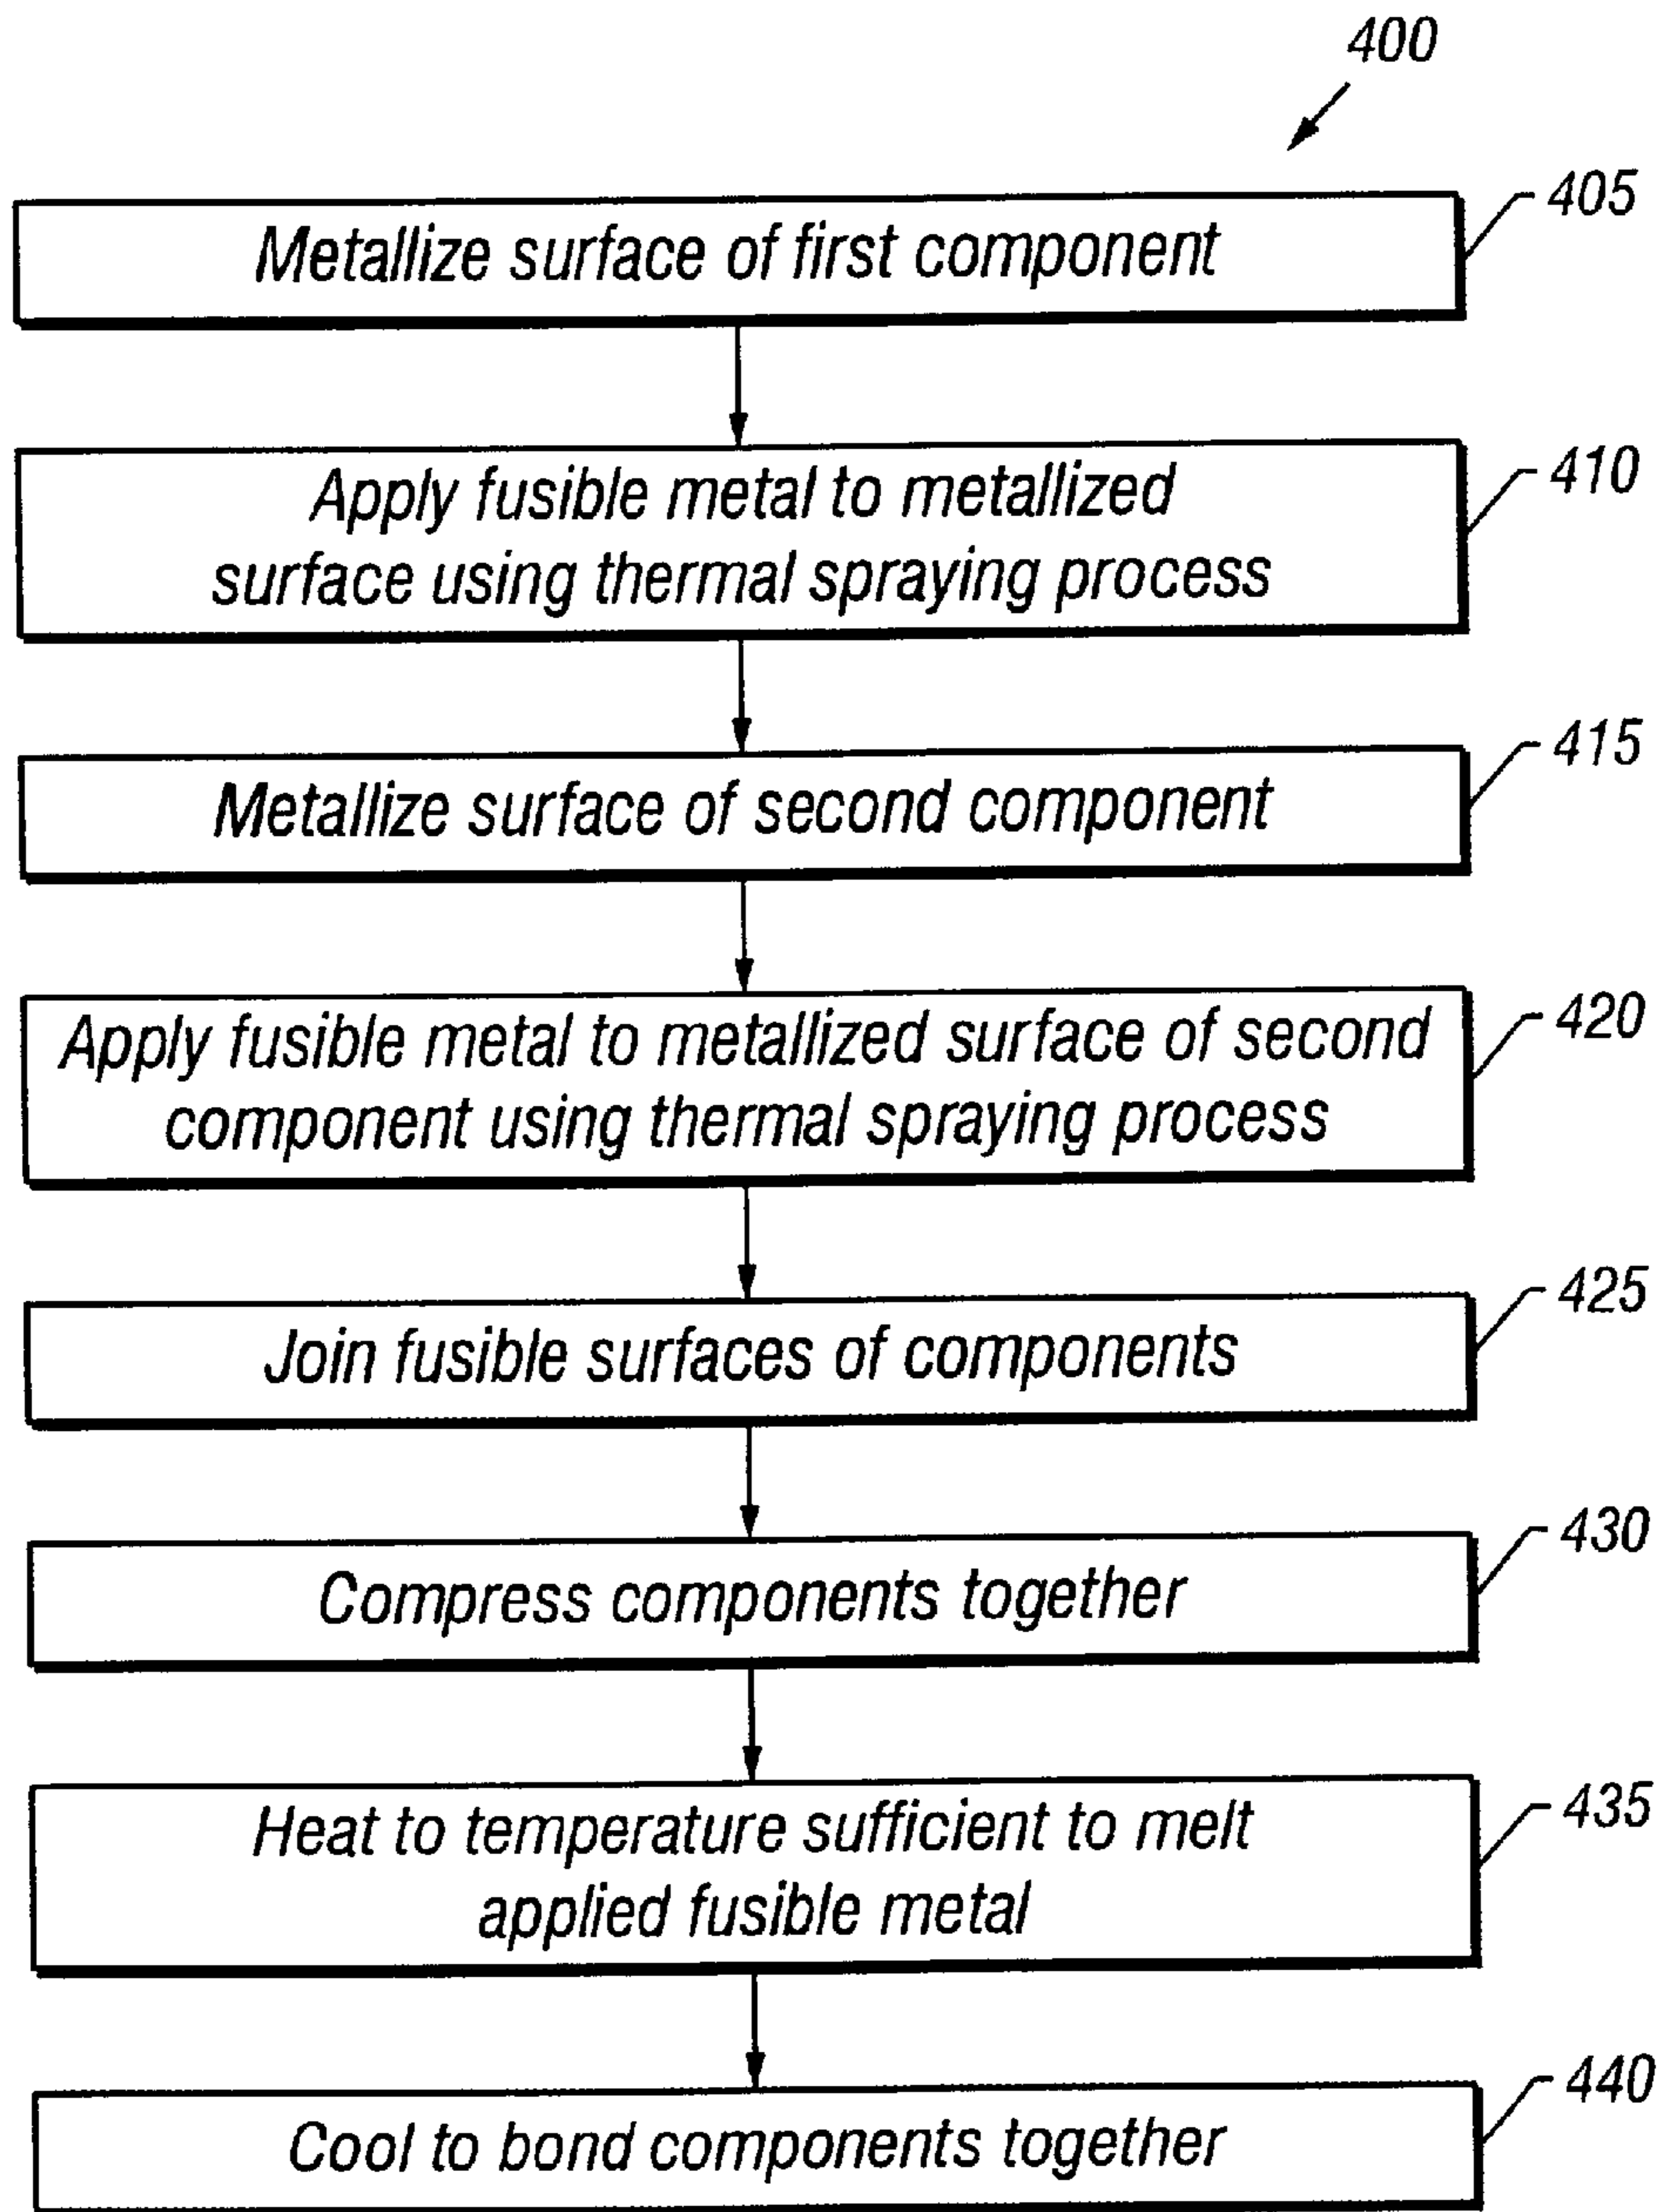 400
405
Metallize surface of first component
410
Apply fusible metal to metallized
surface using thermal spraying process
415
Metallize surface of second component
420
Apply fusible metal to metallized surface of second
component using thermal spraying process
425
Join fusible surfaces of components
430
Compress components together
435
Heat to temperature sufficient to melt
applied fusible metal
440
Cool to bond components together